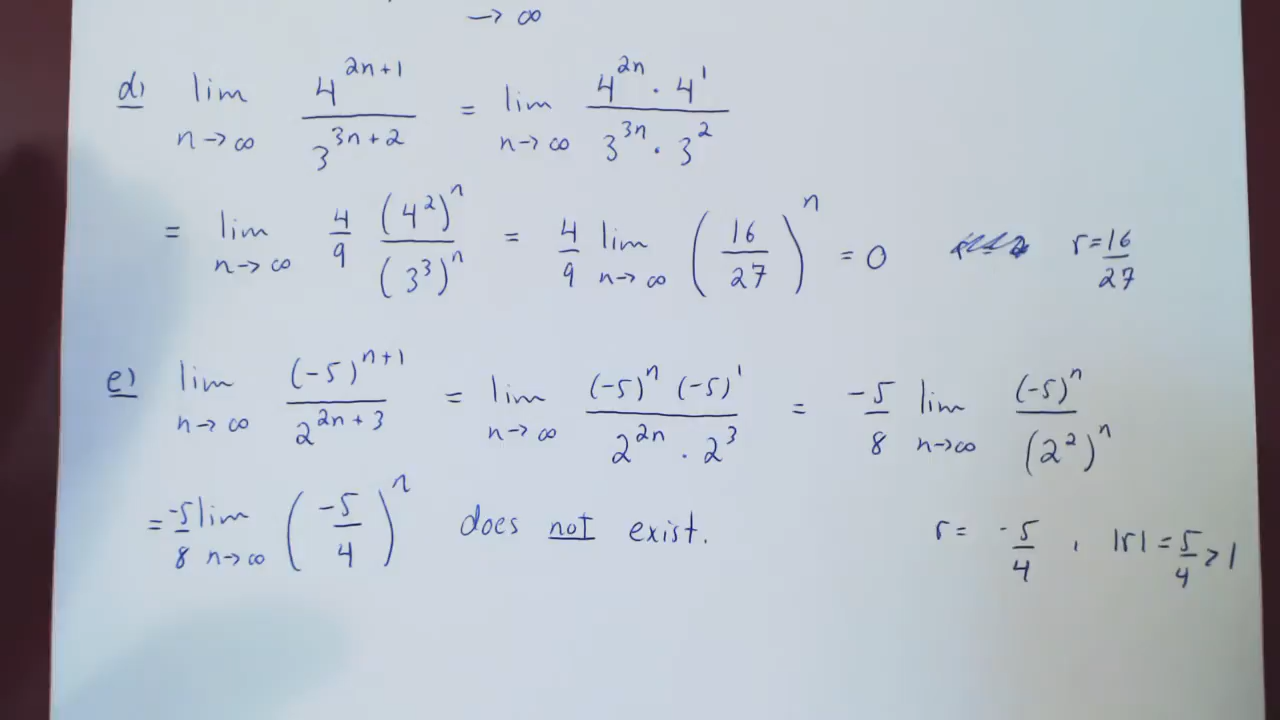 → ∞
d) lim n→∞ 4^(2n+1) / 3^(3n+2) = lim n→∞ (4^(2n) · 4^1) / (3^(3n) · 3^2)
= lim n→∞ 4/9 (4^2)^n / (3^3)^n = 4/9 lim n→∞ (16/27)^n = 0 r = 16/27
e) lim n→∞ (-5)^(n+1) / 2^(2n+3) = lim n→∞ ((-5)^n (-5)^1) / (2^(2n) · 2^3) = -5/8 lim n→∞ (-5)^n / (2^2)^n
= -5/8 lim n→∞ (-5/4)^n does not exist. r = -5/4 , |r| = 5/4 > 1